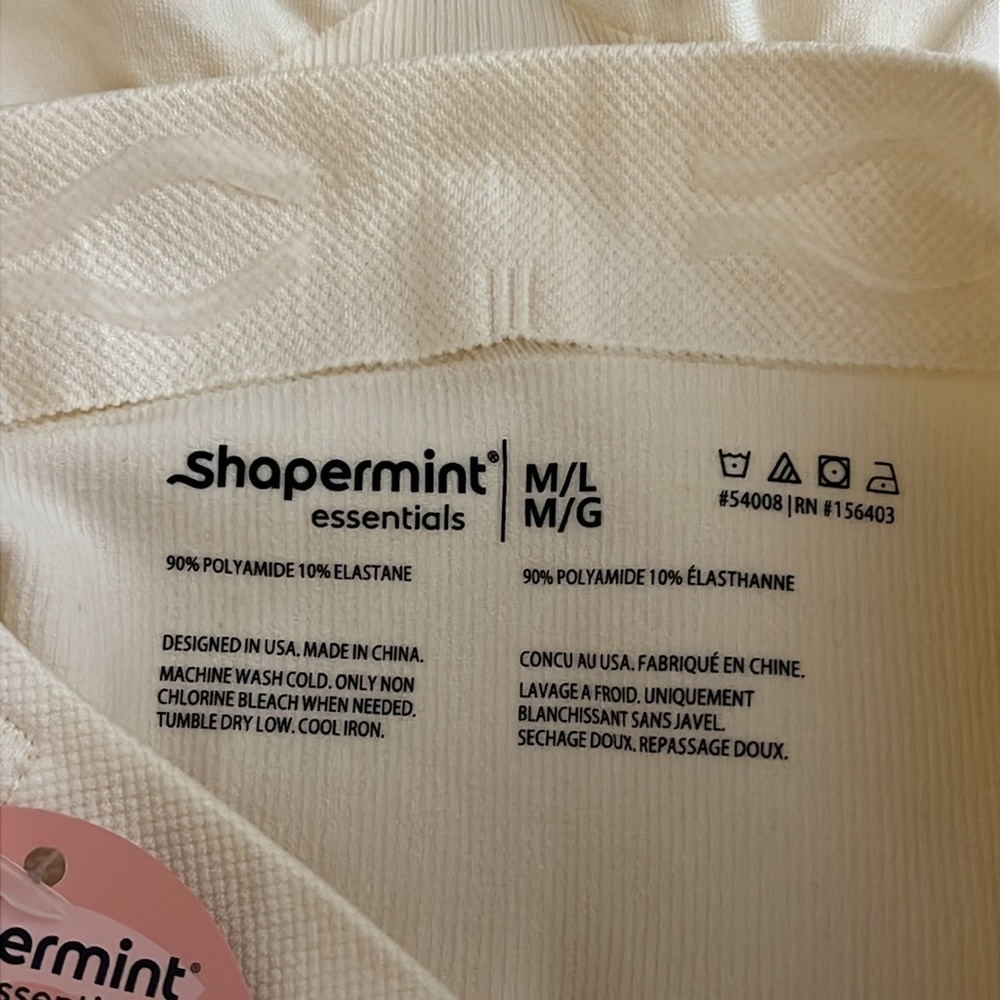 shapermint®
essentials
M/L
M/G
#54008 | RN #156403
90% POLYAMIDE 10% ELASTANE
DESIGNED IN USA. MADE IN CHINA.
MACHINE WASH COLD. ONLY NON
CHLORINE BLEACH WHEN NEEDED.
TUMBLE DRY LOW. COOL IRON.
90% POLYAMIDE 10% ÉLASTHANNE
CONCU AU USA. FABRIQUÉ EN CHINE.
LAVAGE A FROID. UNIQUEMENT
BLANCHISSANT SANS JAVEL.
SECHAGE DOUX. REPASSAGE DOUX.
ermint®